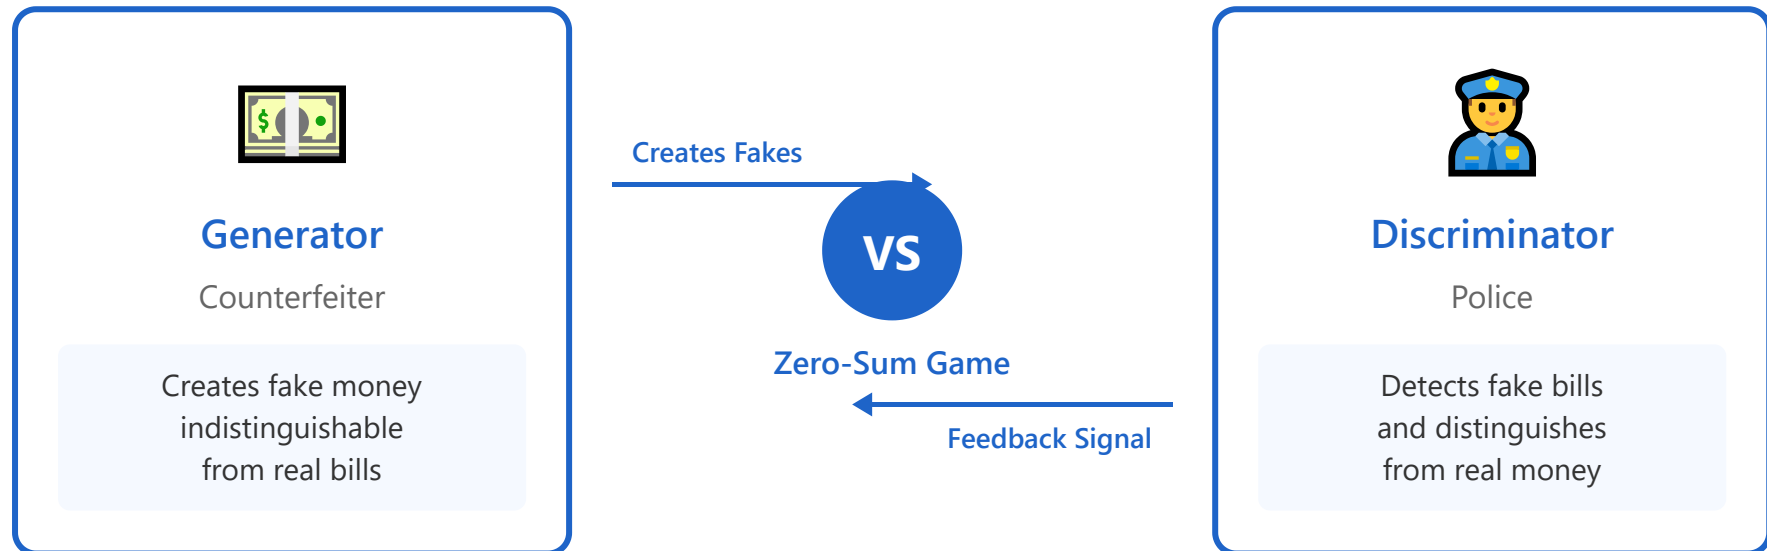 Generator
Counterfeiter
Creates fake money
indistinguishable
from real bills
Creates Fakes
VS
Zero-Sum Game
Feedback Signal
Discriminator
Police
Detects fake bills
and distinguishes
from real money